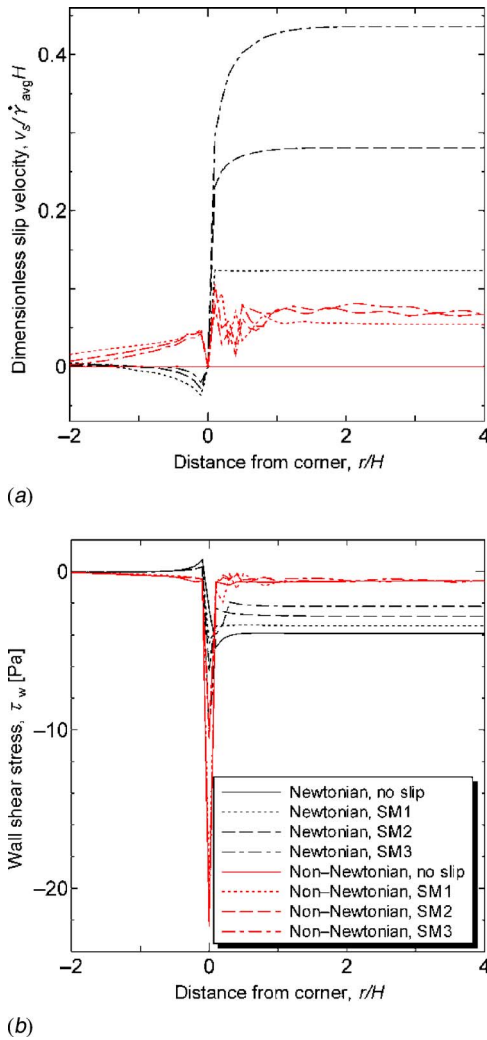 Dimensionless slip velocity, v_s/γ̇_avg H
0.4
0.2
0
−2 0 2 4
Distance from corner, r/H
(a)
Wall shear stress, τ_w [Pa]
0
−10
−20
Newtonian, no slip
Newtonian, SM1
Newtonian, SM2
Newtonian, SM3
Non–Newtonian, no slip
Non–Newtonian, SM1
Non–Newtonian, SM2
Non–Newtonian, SM3
−2 0 2 4
Distance from corner, r/H
(b)